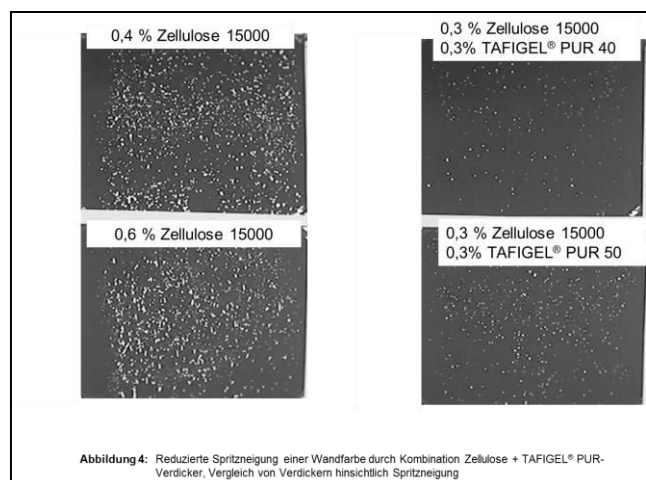 0,4 % Zellulose 15000
0,3 % Zellulose 15000
0,3% TAFIGEL® PUR 40
0,6 % Zellulose 15000
0,3 % Zellulose 15000
0,3% TAFIGEL® PUR 50
Abbildung 4: Reduzierte Spritzneigung einer Wandfarbe durch Kombination Zellulose + TAFIGEL® PUR-
Verdicker, Vergleich von Verdickern hinsichtlich Spritzneigung